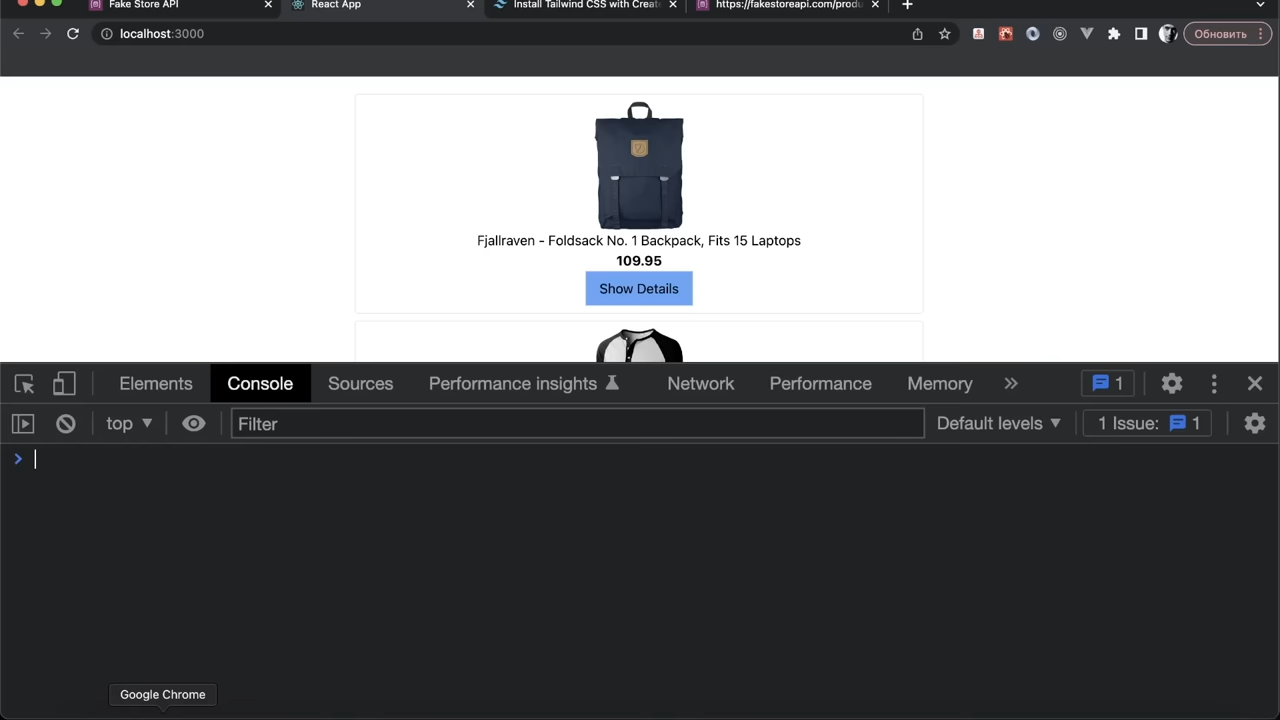 Fake Store API
React App
Install Tailwind CSS with Create
https://fakestoreapi.com/produ
localhost:3000
Обновить
Fjallraven - Foldsack No. 1 Backpack, Fits 15 Laptops
109.95
Show Details
Elements
Console
Sources
Performance insights
Network
Performance
Memory
1
top
Filter
Default levels
1 Issue:
1
Google Chrome